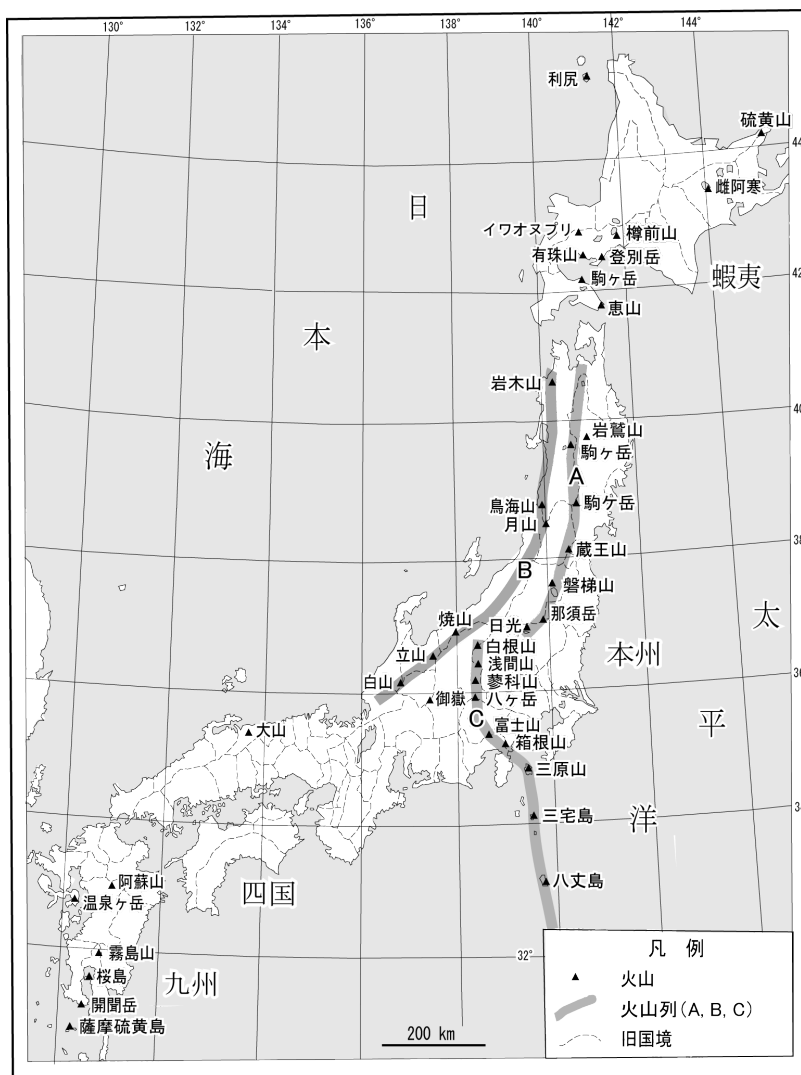 130°
132°
134°
136°
138°
140°
142°
144°
利尻
硫黄山
44
雌阿寒
日
イワオヌプリ
樽前山
有珠山
登別岳
蝦夷
42
駒ヶ岳
恵山
本
岩木山
40
岩鷲山
駒ヶ岳
海
A
鳥海山
駒ケ岳
月山
38
蔵王山
B
磐梯山
太
焼山
日光
那須岳
白根山
本州
立山
浅間山
36
白山
蓼科山
御嶽
八ヶ岳
平
大山
C
富士山
箱根山
三原山
34
三宅島
洋
阿蘇山
四国
八丈島
温泉ヶ岳
霧島山
32°
桜島
九州
開聞岳
薩摩硫黄島
200 km
凡 例
火山
火山列(A, B, C)
旧国境